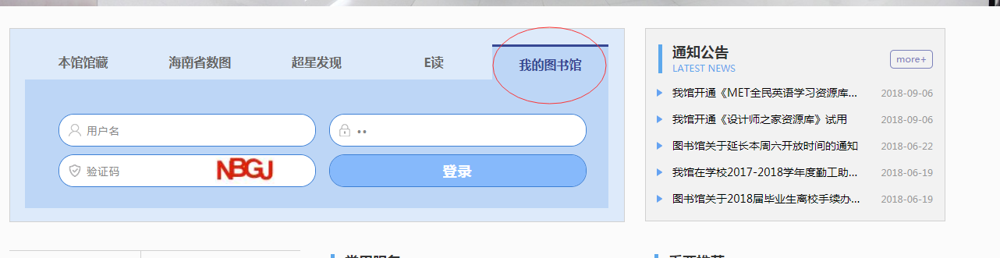 本馆馆藏 海南省数图 超星发现 E读 我的图书馆
用户名 ••
验证码 NBGJ 登录
通知公告 more+
LATEST NEWS
我馆开通《MET全民英语学习资源库... 2018-09-06
我馆开通《设计师之家资源库》试用 2018-09-06
图书馆关于延长本周六开放时间的通知 2018-06-22
我馆在学校2017-2018学年度勤工助... 2018-06-19
图书馆关于2018届毕业生离校手续办... 2018-06-19